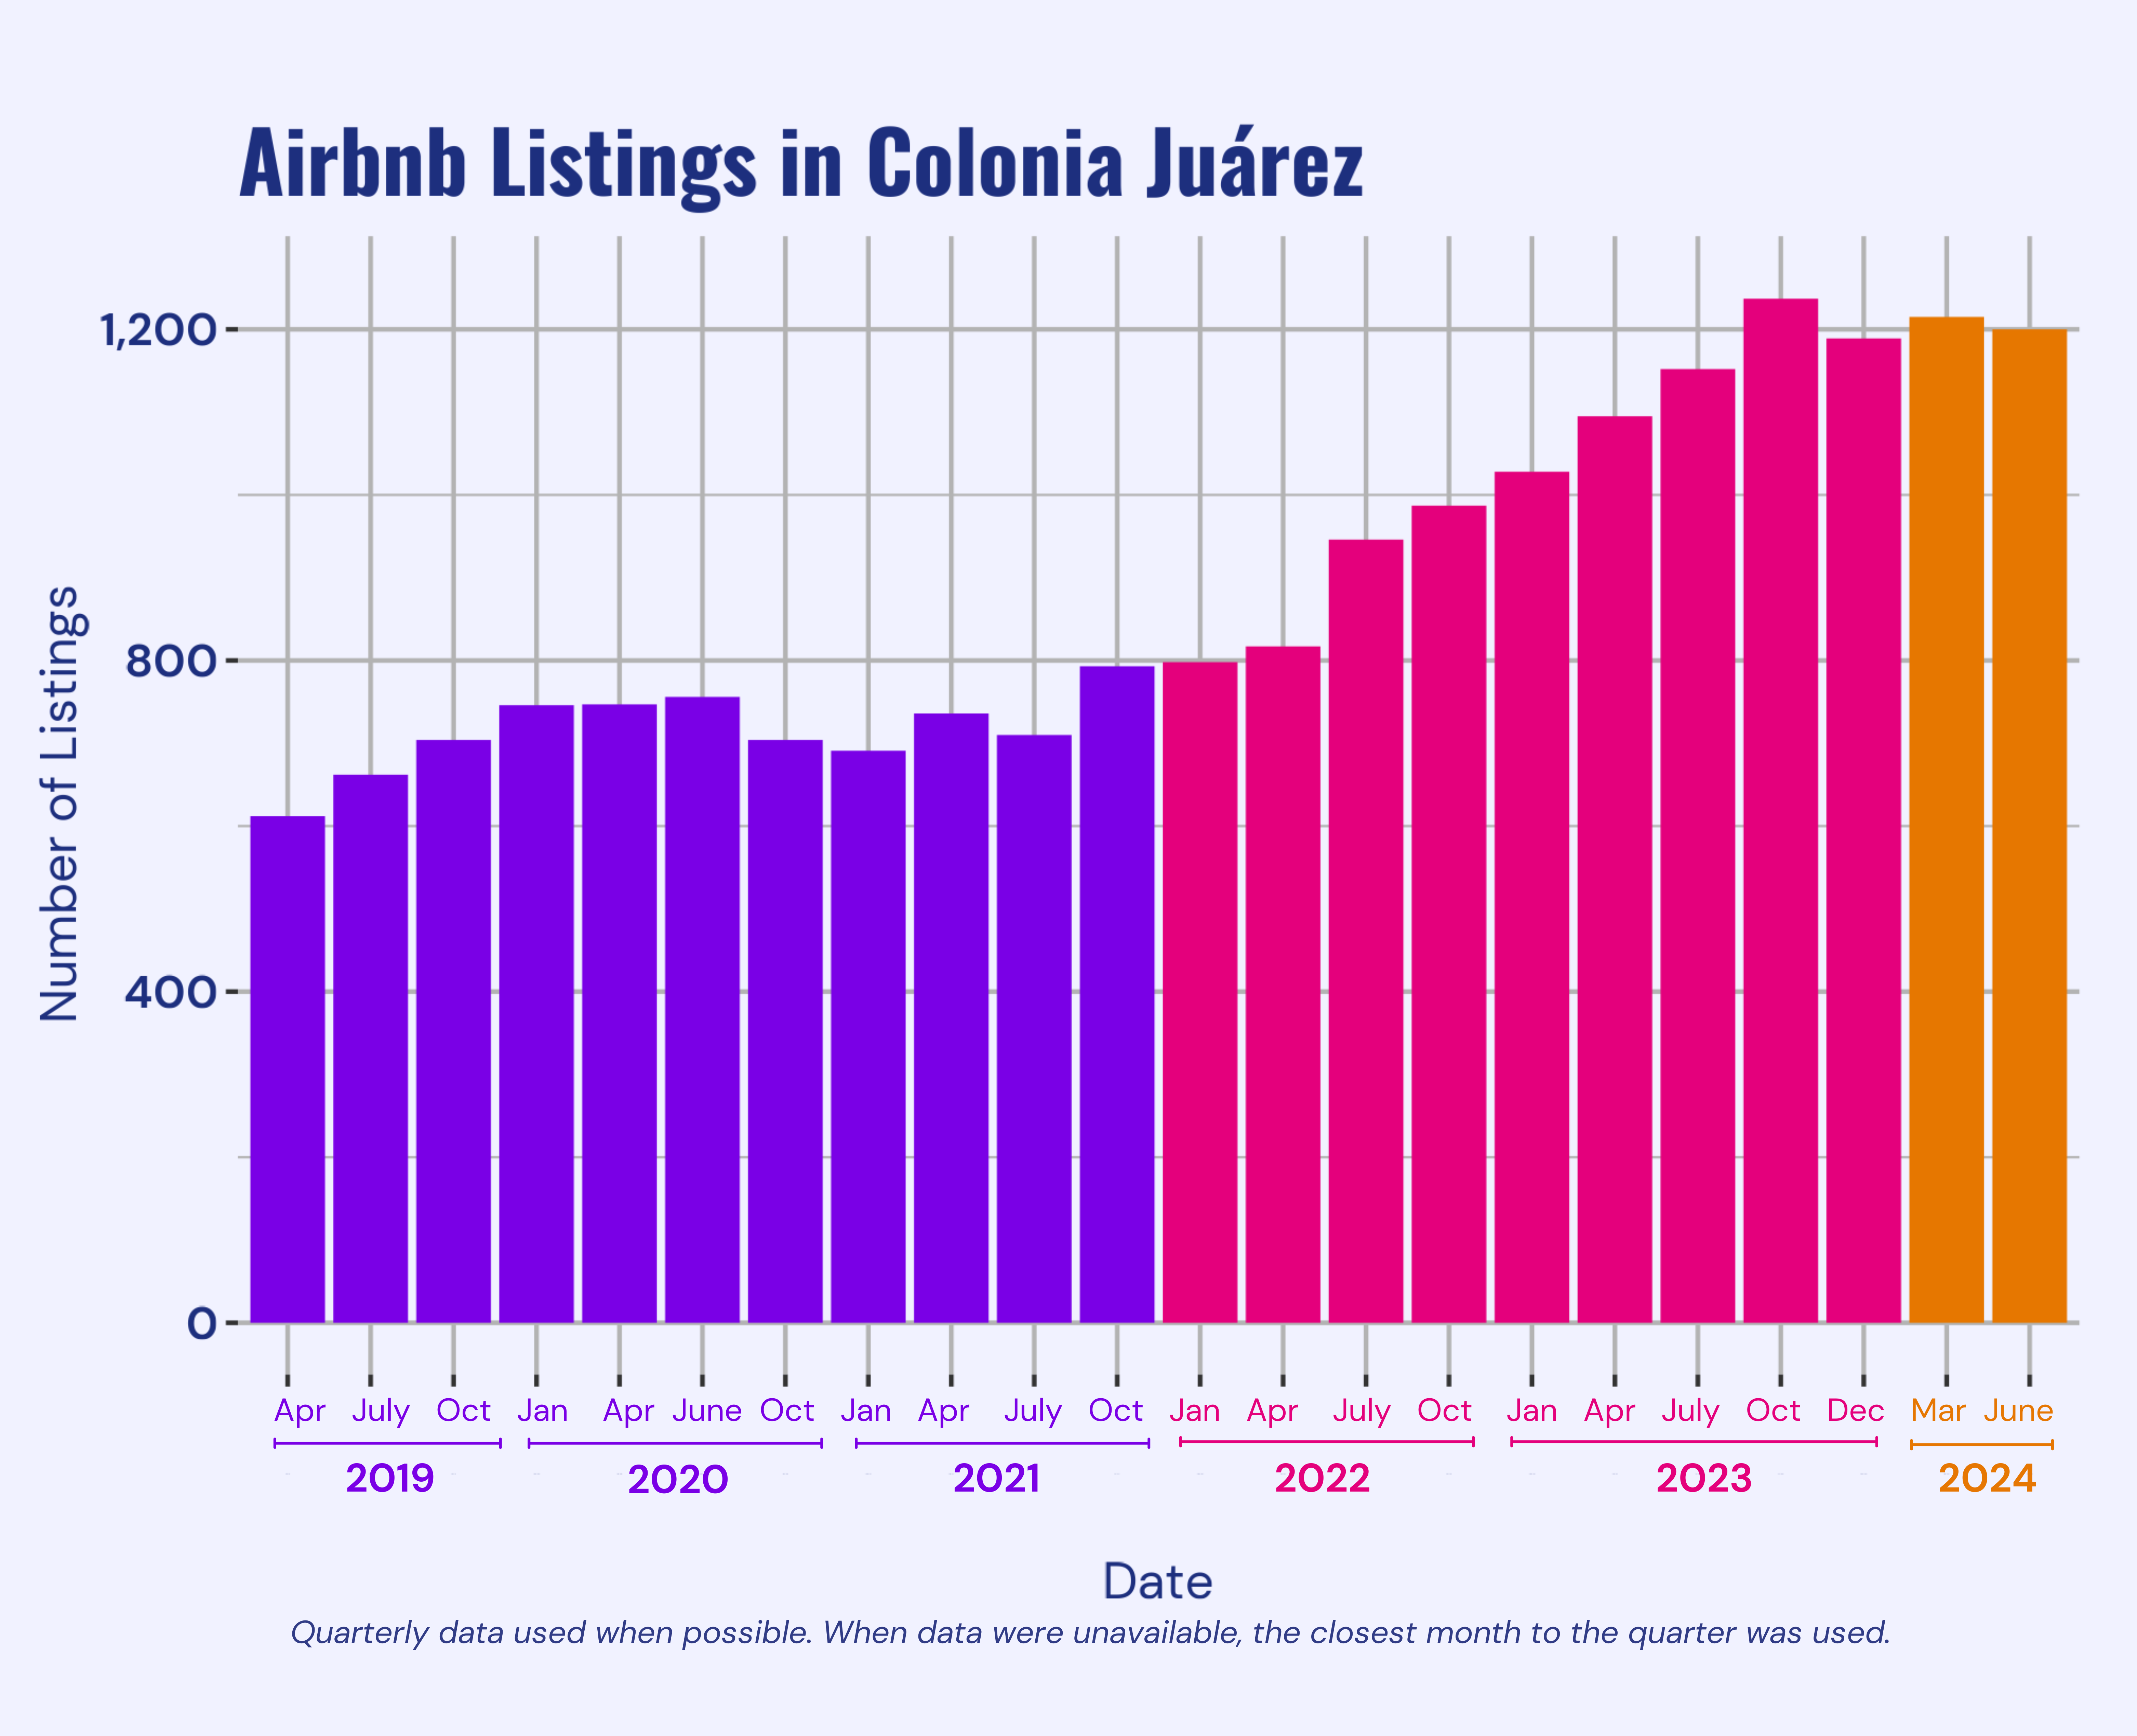 Airbnb Listings in Colonia Juárez
1,200
800
400
0
Number of Listings
Apr July Oct Jan Apr June Oct Jan Apr July Oct Jan Apr July Oct Jan Apr July Oct Dec Mar June
2019 2020 2021 2022 2023 2024
Date
Quarterly data used when possible. When data were unavailable, the closest month to the quarter was used.